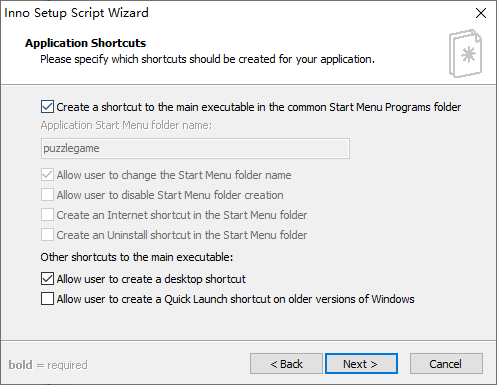 Inno Setup Script Wizard
Application Shortcuts
Please specify which shortcuts should be created for your application.
Create a shortcut to the main executable in the common Start Menu Programs folder
Application Start Menu folder name:
puzzlegame
Allow user to change the Start Menu folder name
Allow user to disable Start Menu folder creation
Create an Internet shortcut in the Start Menu folder
Create an Uninstall shortcut in the Start Menu folder
Other shortcuts to the main executable:
Allow user to create a desktop shortcut
Allow user to create a Quick Launch shortcut on older versions of Windows
bold = required
< Back Next > Cancel